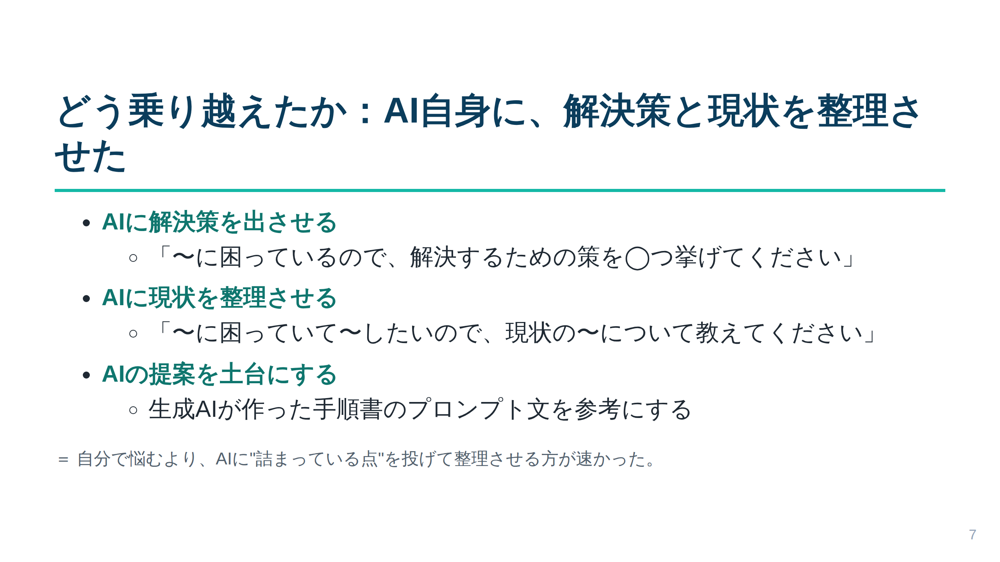 どう乗り越えたか：AI自身に、解決策と現状を整理さ
せた
• AIに解決策を出させる
○ 「〜に困っているので、解決するための策を◯つ挙げてください」
• AIに現状を整理させる
○ 「〜に困っていて〜したいので、現状の〜について教えてください」
• AIの提案を土台にする
○ 生成AIが作った手順書のプロンプト文を参考にする
＝ 自分で悩むより、AIに"詰まっている点"を投げて整理させる方が速かった。
7